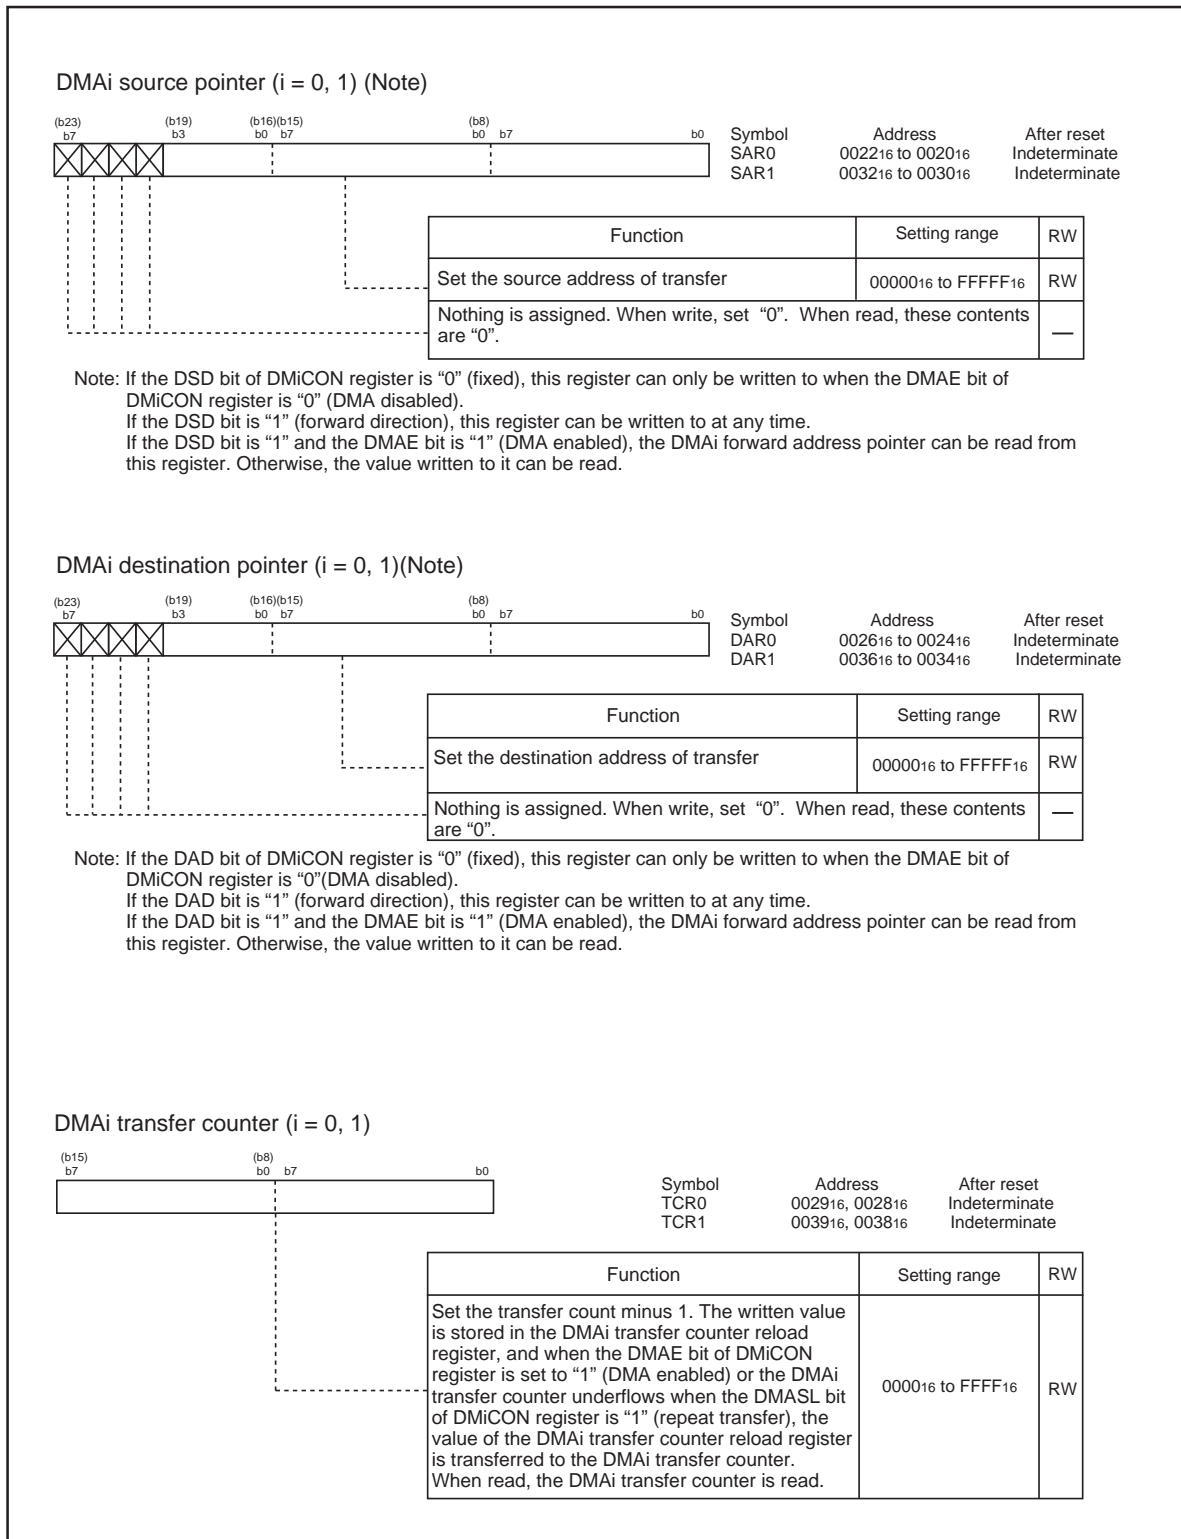 DMAi source pointer (i = 0, 1) (Note)
(b23) (b19) (b16)(b15) (b8)
b7 b3 b0 b7 b0 b7 b0
Symbol Address After reset
SAR0 002216 to 002016 Indeterminate
SAR1 003216 to 003016 Indeterminate
Function Setting range RW
Set the source address of transfer 0000016 to FFFFF16 RW
Nothing is assigned. When write, set “0”. When read, these contents
are “0”. —
Note: If the DSD bit of DMiCON register is “0” (fixed), this register can only be written to when the DMAE bit of
DMiCON register is “0” (DMA disabled).
If the DSD bit is “1” (forward direction), this register can be written to at any time.
If the DSD bit is “1” and the DMAE bit is “1” (DMA enabled), the DMAi forward address pointer can be read from
this register. Otherwise, the value written to it can be read.
DMAi destination pointer (i = 0, 1)(Note)
(b23) (b19) (b16)(b15) (b8)
b7 b3 b0 b7 b0 b7 b0
Symbol Address After reset
DAR0 002616 to 002416 Indeterminate
DAR1 003616 to 003416 Indeterminate
Function Setting range RW
Set the destination address of transfer 0000016 to FFFFF16 RW
Nothing is assigned. When write, set “0”. When read, these contents
are “0”. —
Note: If the DAD bit of DMiCON register is “0” (fixed), this register can only be written to when the DMAE bit of
DMiCON register is “0”(DMA disabled).
If the DAD bit is “1” (forward direction), this register can be written to at any time.
If the DAD bit is “1” and the DMAE bit is “1” (DMA enabled), the DMAi forward address pointer can be read from
this register. Otherwise, the value written to it can be read.
DMAi transfer counter (i = 0, 1)
(b15) (b8)
b7 b0 b7 b0
Symbol Address After reset
TCR0 002916, 002816 Indeterminate
TCR1 003916, 003816 Indeterminate
Function Setting range RW
Set the transfer count minus 1. The written value
is stored in the DMAi transfer counter reload
register, and when the DMAE bit of DMiCON
register is set to “1” (DMA enabled) or the DMAi
transfer counter underflows when the DMASL bit
of DMiCON register is “1” (repeat transfer), the
value of the DMAi transfer counter reload register
is transferred to the DMAi transfer counter.
When read, the DMAi transfer counter is read.
000016 to FFFF16 RW